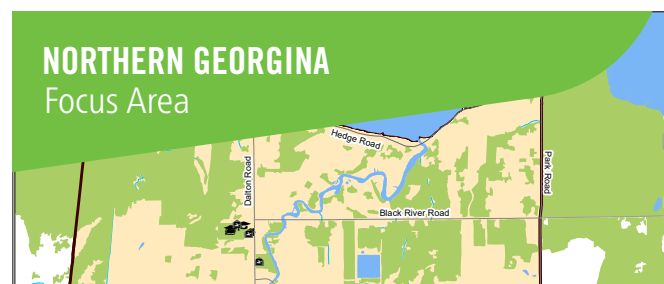 NORTHERN GEORGINA
Focus Area
Hedge Road
Dalton Road
Park Road
Black River Road